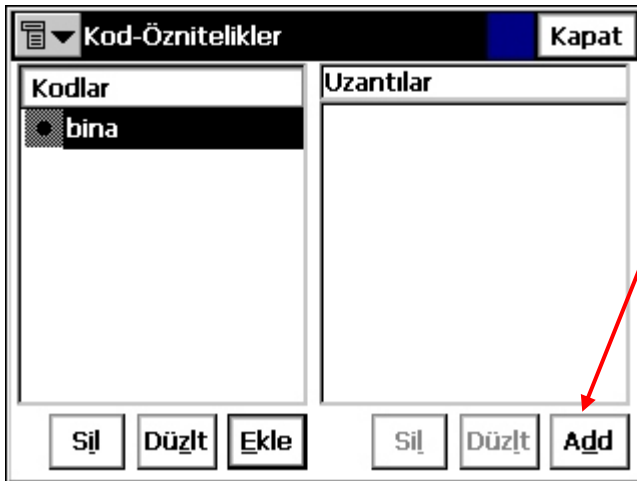 Kod-Öznitelikler Kapat
Kodlar
bina
Uzantılar
Sil Düzlt Ekle
Sil Düzlt Add